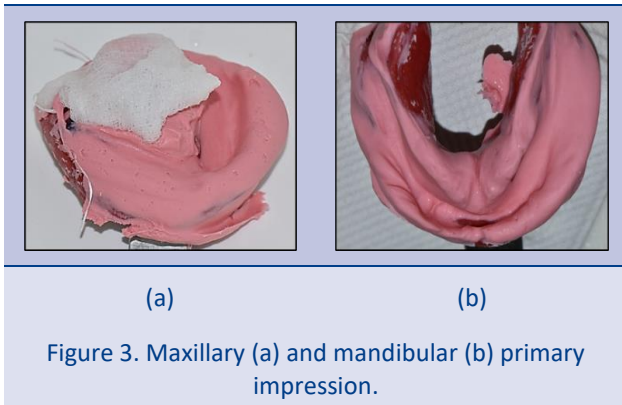 (a)
(b)
Figure 3. Maxillary (a) and mandibular (b) primary
impression.